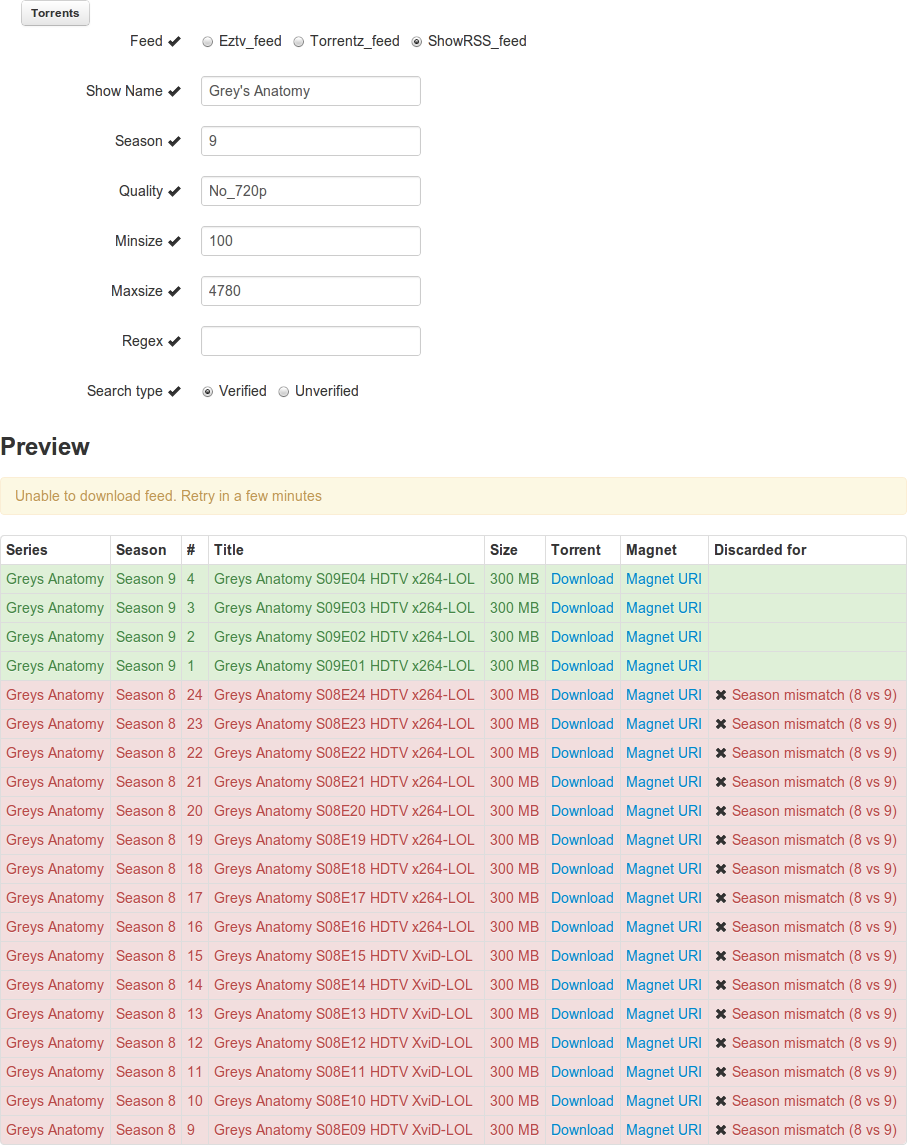 Torrents
Feed Eztv_feed Torrentz_feed ShowRSS_feed
Show Name Grey's Anatomy
Season 9
Quality No_720p
Minsize 100
Maxsize 4780
Regex
Search type Verified Unverified
Preview
Unable to download feed. Retry in a few minutes
Series Season # Title Size Torrent Magnet Discarded for
Greys Anatomy Season 9 4 Greys Anatomy S09E04 HDTV x264-LOL 300 MB Download Magnet URI
Greys Anatomy Season 9 3 Greys Anatomy S09E03 HDTV x264-LOL 300 MB Download Magnet URI
Greys Anatomy Season 9 2 Greys Anatomy S09E02 HDTV x264-LOL 300 MB Download Magnet URI
Greys Anatomy Season 9 1 Greys Anatomy S09E01 HDTV x264-LOL 300 MB Download Magnet URI
Greys Anatomy Season 8 24 Greys Anatomy S08E24 HDTV x264-LOL 300 MB Download Magnet URI Season mismatch (8 vs 9)
Greys Anatomy Season 8 23 Greys Anatomy S08E23 HDTV x264-LOL 300 MB Download Magnet URI Season mismatch (8 vs 9)
Greys Anatomy Season 8 22 Greys Anatomy S08E22 HDTV x264-LOL 300 MB Download Magnet URI Season mismatch (8 vs 9)
Greys Anatomy Season 8 21 Greys Anatomy S08E21 HDTV x264-LOL 300 MB Download Magnet URI Season mismatch (8 vs 9)
Greys Anatomy Season 8 20 Greys Anatomy S08E20 HDTV x264-LOL 300 MB Download Magnet URI Season mismatch (8 vs 9)
Greys Anatomy Season 8 19 Greys Anatomy S08E19 HDTV x264-LOL 300 MB Download Magnet URI Season mismatch (8 vs 9)
Greys Anatomy Season 8 18 Greys Anatomy S08E18 HDTV x264-LOL 300 MB Download Magnet URI Season mismatch (8 vs 9)
Greys Anatomy Season 8 17 Greys Anatomy S08E17 HDTV x264-LOL 300 MB Download Magnet URI Season mismatch (8 vs 9)
Greys Anatomy Season 8 16 Greys Anatomy S08E16 HDTV x264-LOL 300 MB Download Magnet URI Season mismatch (8 vs 9)
Greys Anatomy Season 8 15 Greys Anatomy S08E15 HDTV XviD-LOL 300 MB Download Magnet URI Season mismatch (8 vs 9)
Greys Anatomy Season 8 14 Greys Anatomy S08E14 HDTV XviD-LOL 300 MB Download Magnet URI Season mismatch (8 vs 9)
Greys Anatomy Season 8 13 Greys Anatomy S08E13 HDTV XviD-LOL 300 MB Download Magnet URI Season mismatch (8 vs 9)
Greys Anatomy Season 8 12 Greys Anatomy S08E12 HDTV XviD-LOL 300 MB Download Magnet URI Season mismatch (8 vs 9)
Greys Anatomy Season 8 11 Greys Anatomy S08E11 HDTV XviD-LOL 300 MB Download Magnet URI Season mismatch (8 vs 9)
Greys Anatomy Season 8 10 Greys Anatomy S08E10 HDTV XviD-LOL 300 MB Download Magnet URI Season mismatch (8 vs 9)
Greys Anatomy Season 8 9 Greys Anatomy S08E09 HDTV XviD-LOL 300 MB Download Magnet URI Season mismatch (8 vs 9)